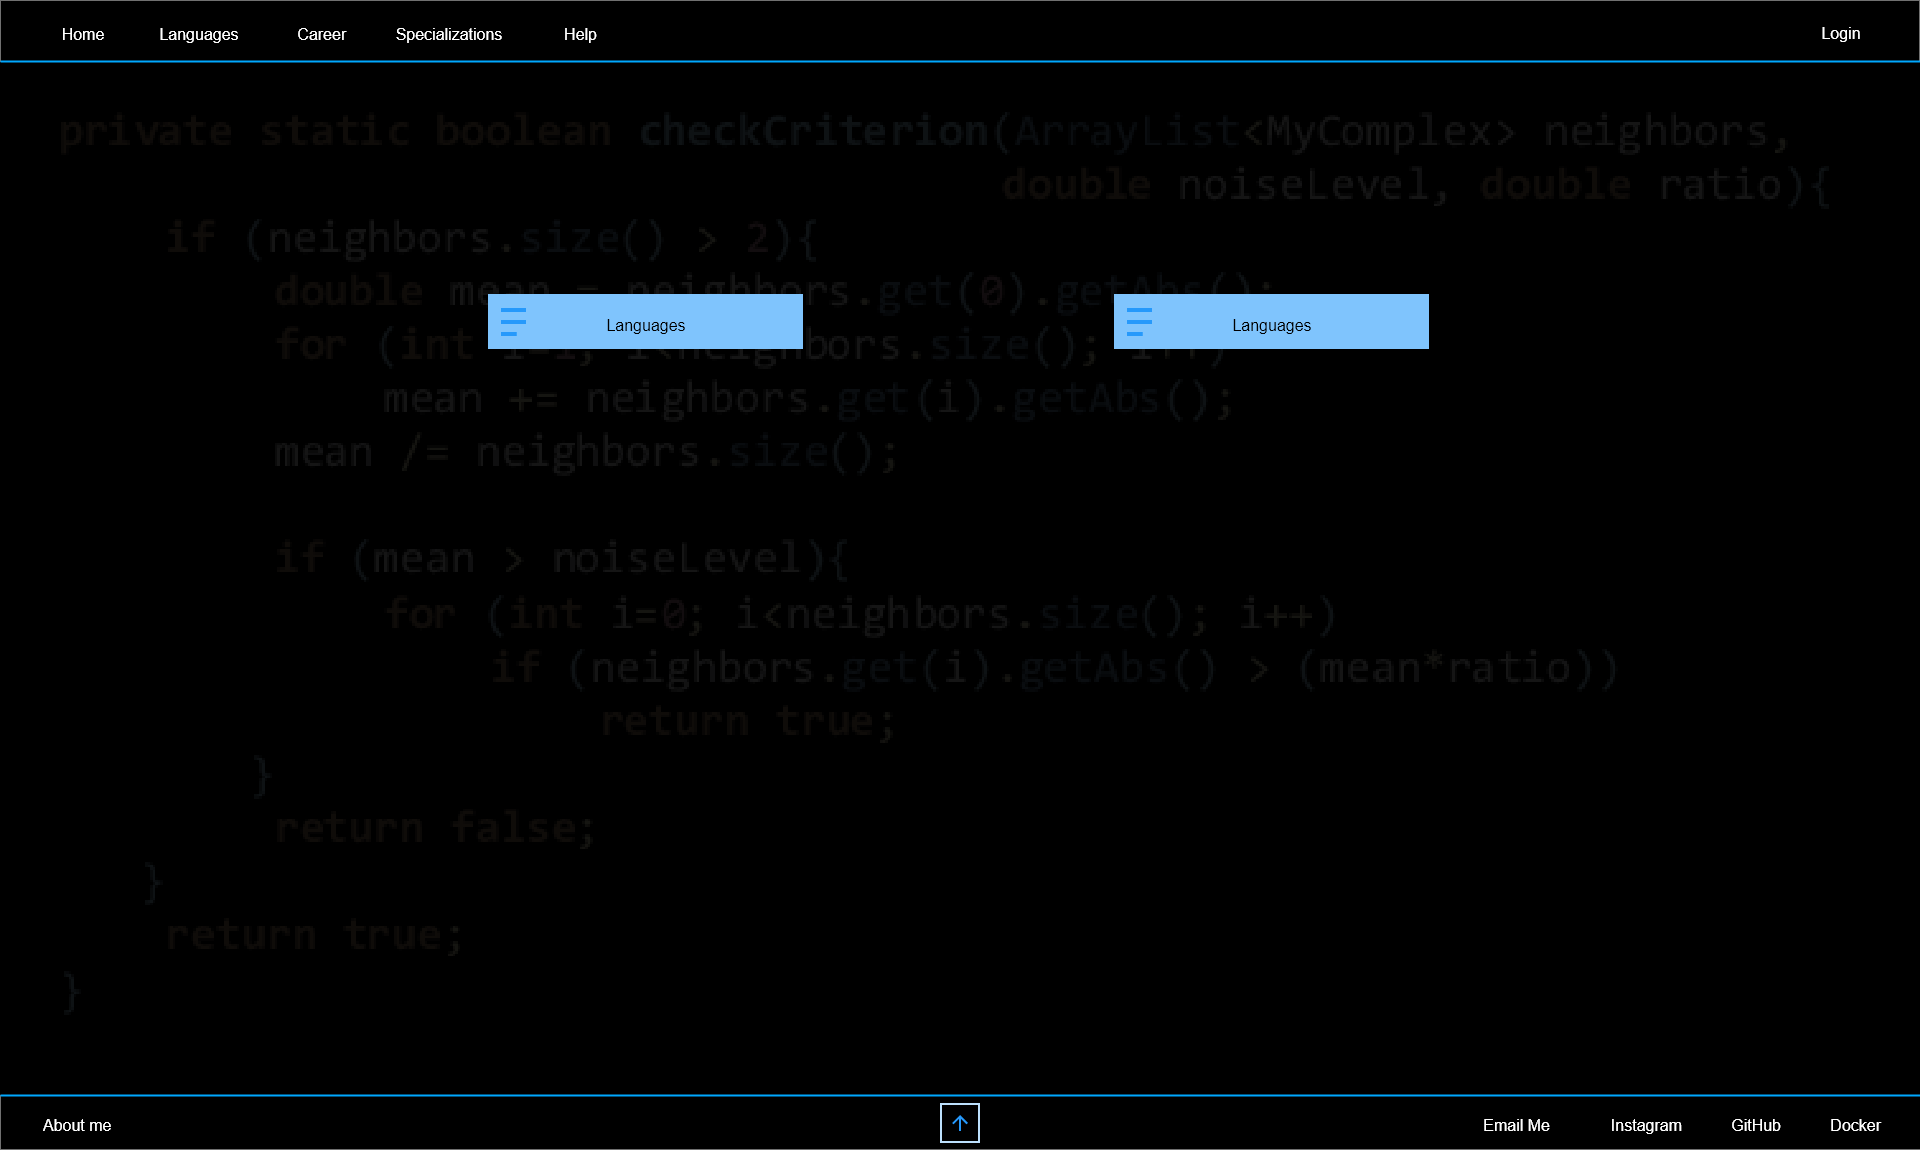 Home Languages Career Specializations Help Login
private static boolean checkCriterion(ArrayList<MyComplex> neighbors,
double noiseLevel, double ratio){
if (neighbors.size() > 2){
double mean = neighbors.get(0).getAbs();
Languages Languages
for (int i=1; i<neighbors.size(); i++)
mean += neighbors.get(i).getAbs();
mean /= neighbors.size();
if (mean > noiseLevel){
for (int i=0; i<neighbors.size(); i++)
if (neighbors.get(i).getAbs() > (mean*ratio))
return true;
}
return false;
}
return true;
}
About me Email Me Instagram GitHub Docker